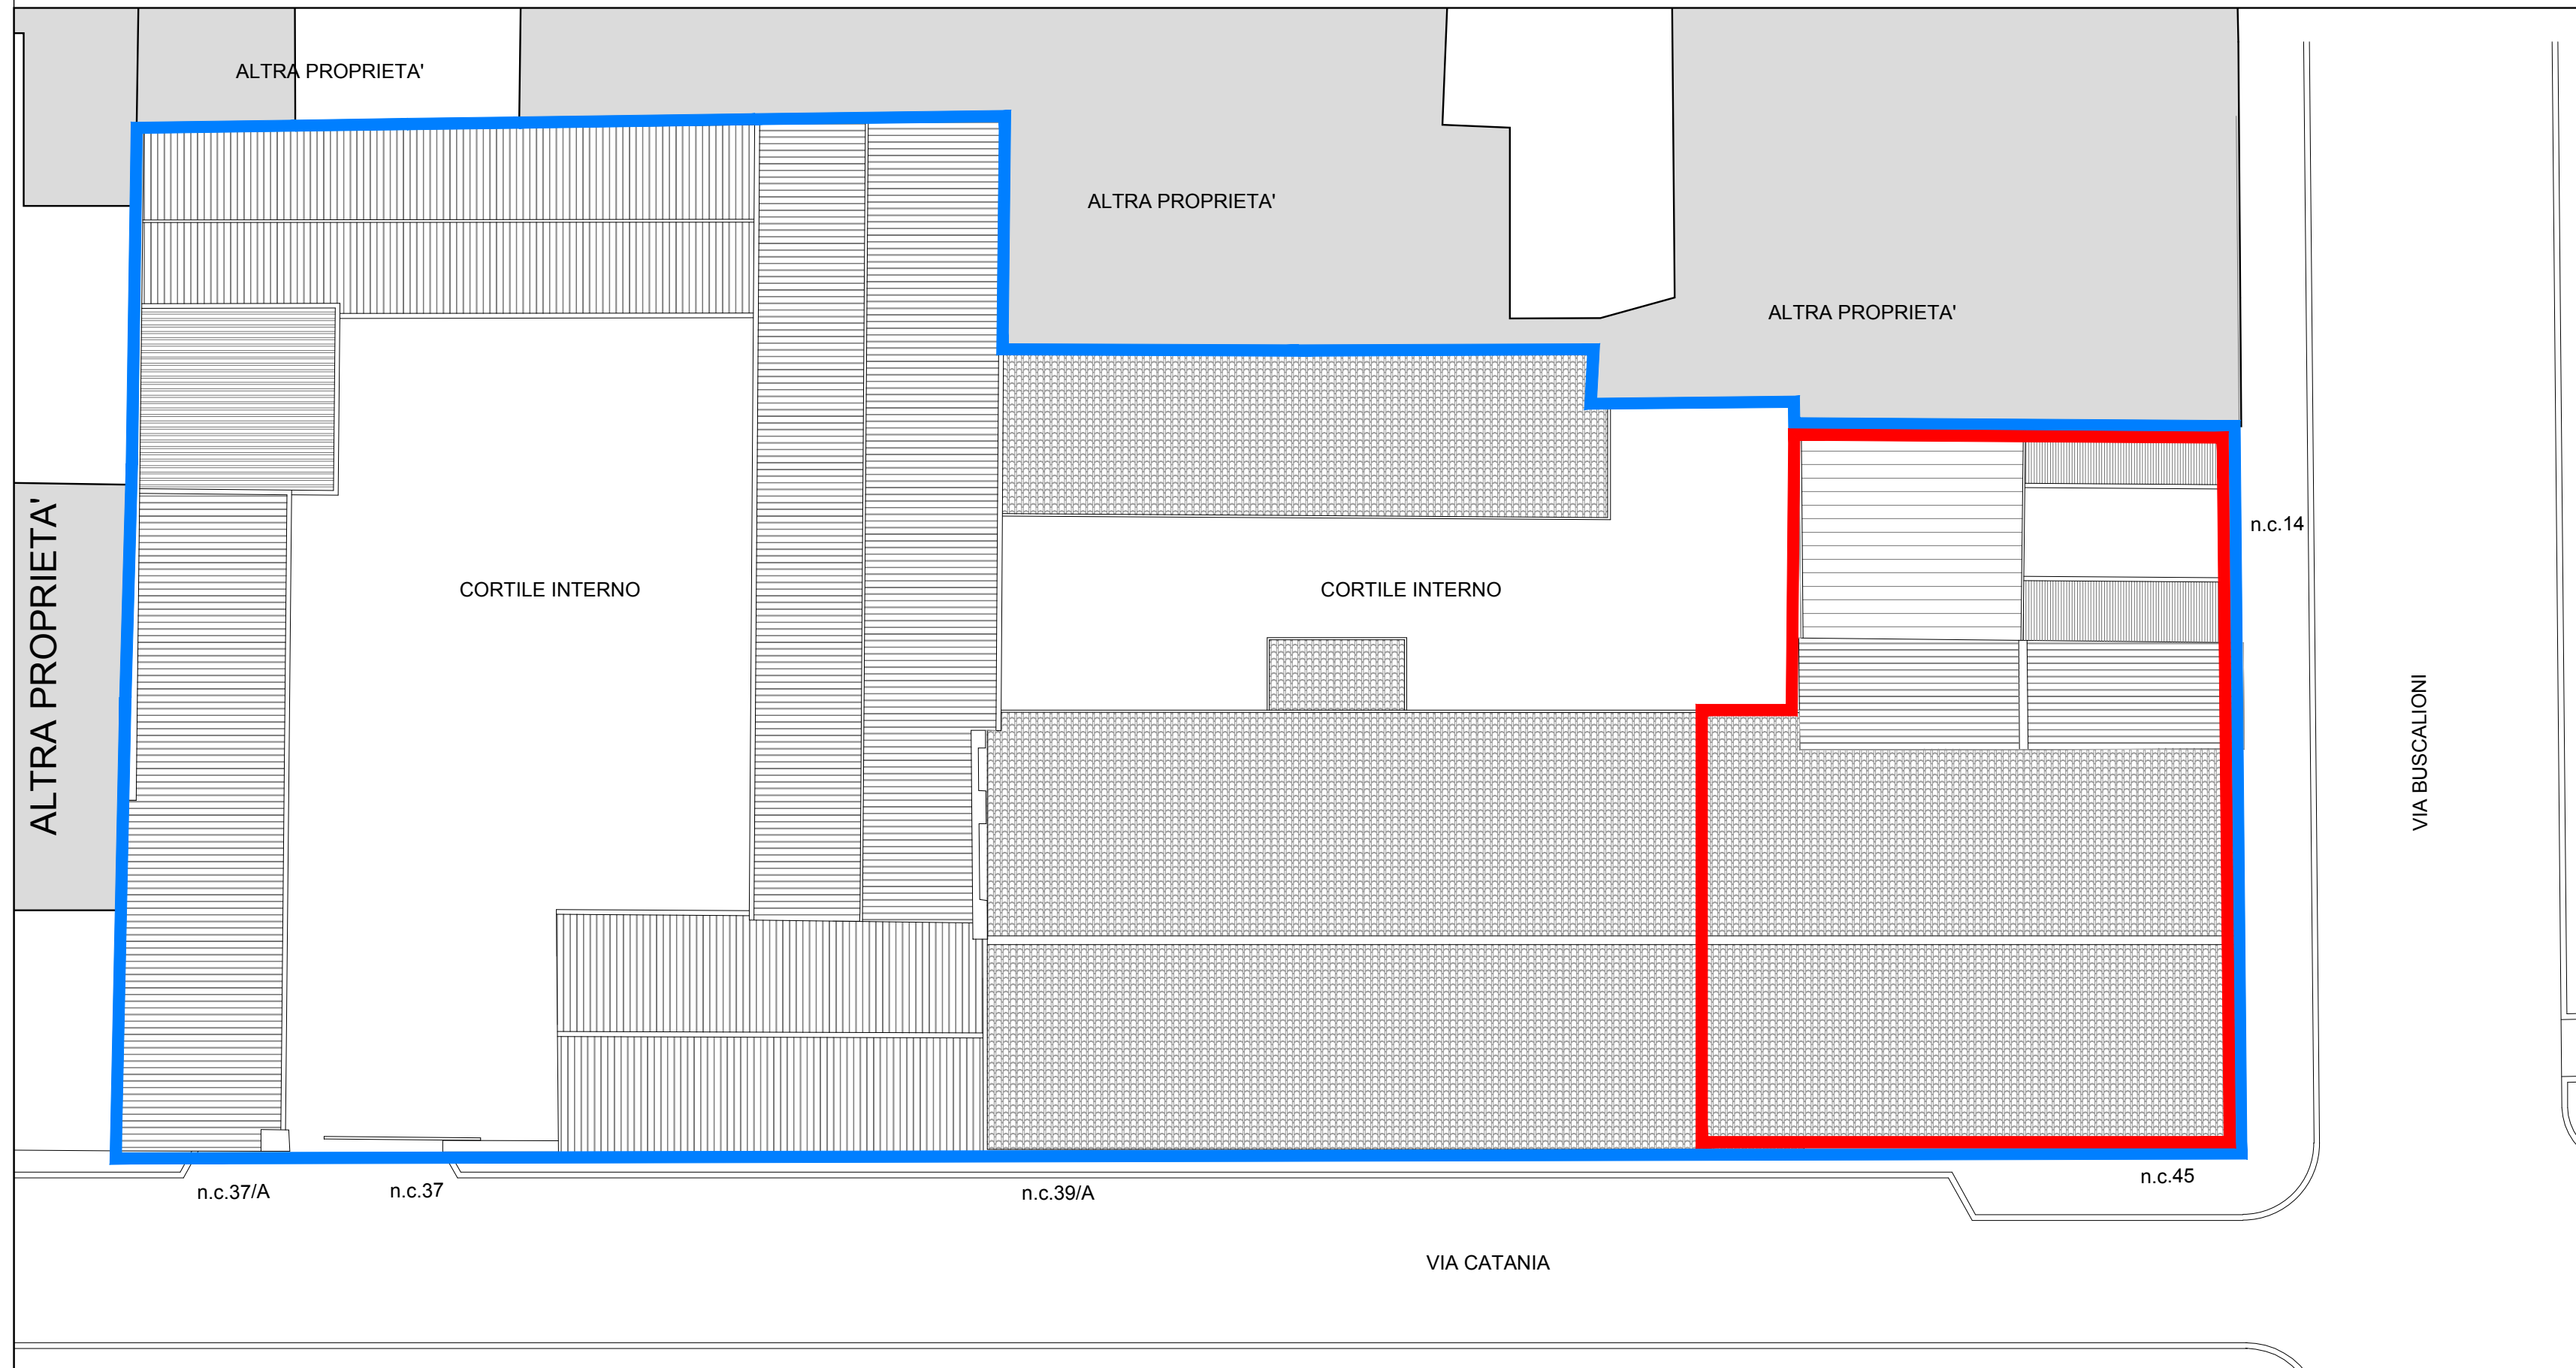 ALTRA PROPRIETA'
ALTRA PROPRIETA'
ALTRA PROPRIETA'
ALTRA PROPRIETA'
n.c.14
CORTILE INTERNO
CORTILE INTERNO
VIA BUSCALIONI
n.c.37/A
n.c.37
n.c.39/A
n.c.45
VIA CATANIA